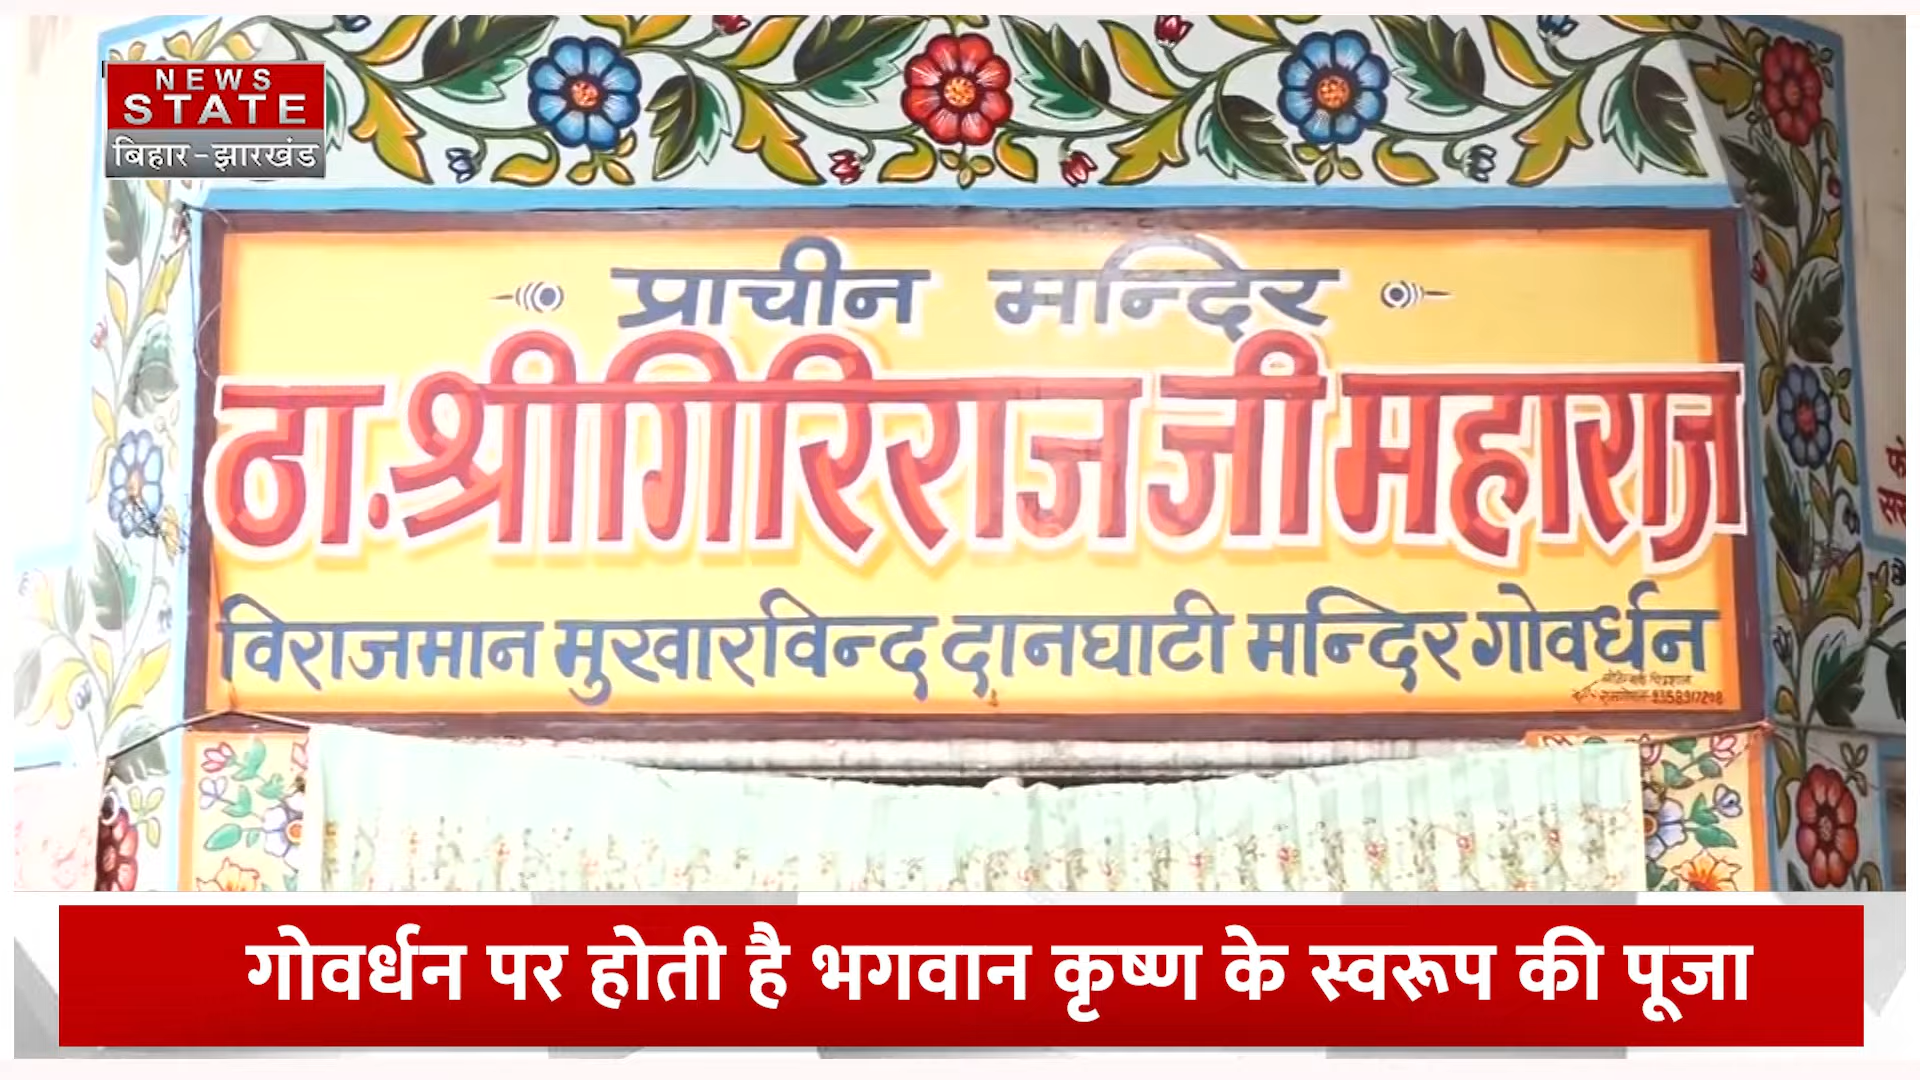 NEWS
STATE
बिहार-झारखंड
प्राचीन मन्दिर
ठा.श्री गिरिराज जी महाराज
विराजमान मुखारविन्द दानघाटी मन्दिर गोवर्धन
गोवर्धन पर होती है भगवान कृष्ण के स्वरूप की पूजा